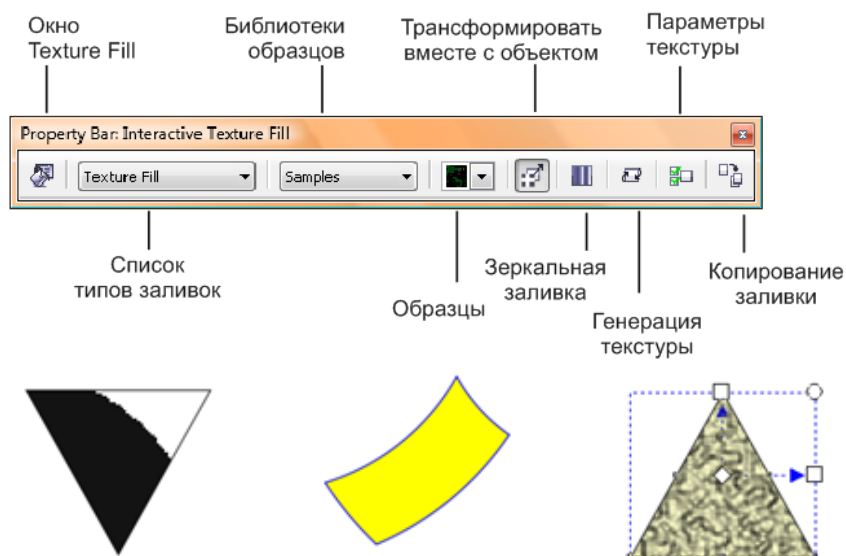 Окно
Texture Fill
Библиотеки
образцов
Трансформировать
вместе с объектом
Параметры
текстуры
Property Bar: Interactive Texture Fill
Texture Fill
Samples
Список
типов заливок
Образцы
Зеркальная
заливка
Генерация
текстуры
Копирование
заливки